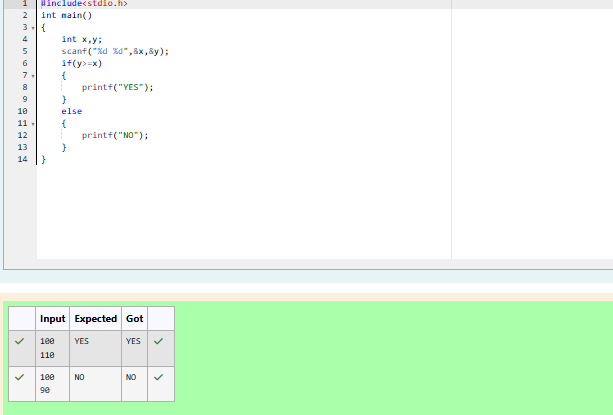 1 #include<stdio.h>
2 int main()
3 {
4 int x,y;
5 scanf("%d %d",&x,&y);
6 if(y>=x)
7 {
8 printf("YES");
9 }
10 else
11 {
12 printf("NO");
13 }
14 }
Input Expected Got
100 YES YES
110
100 NO NO
90